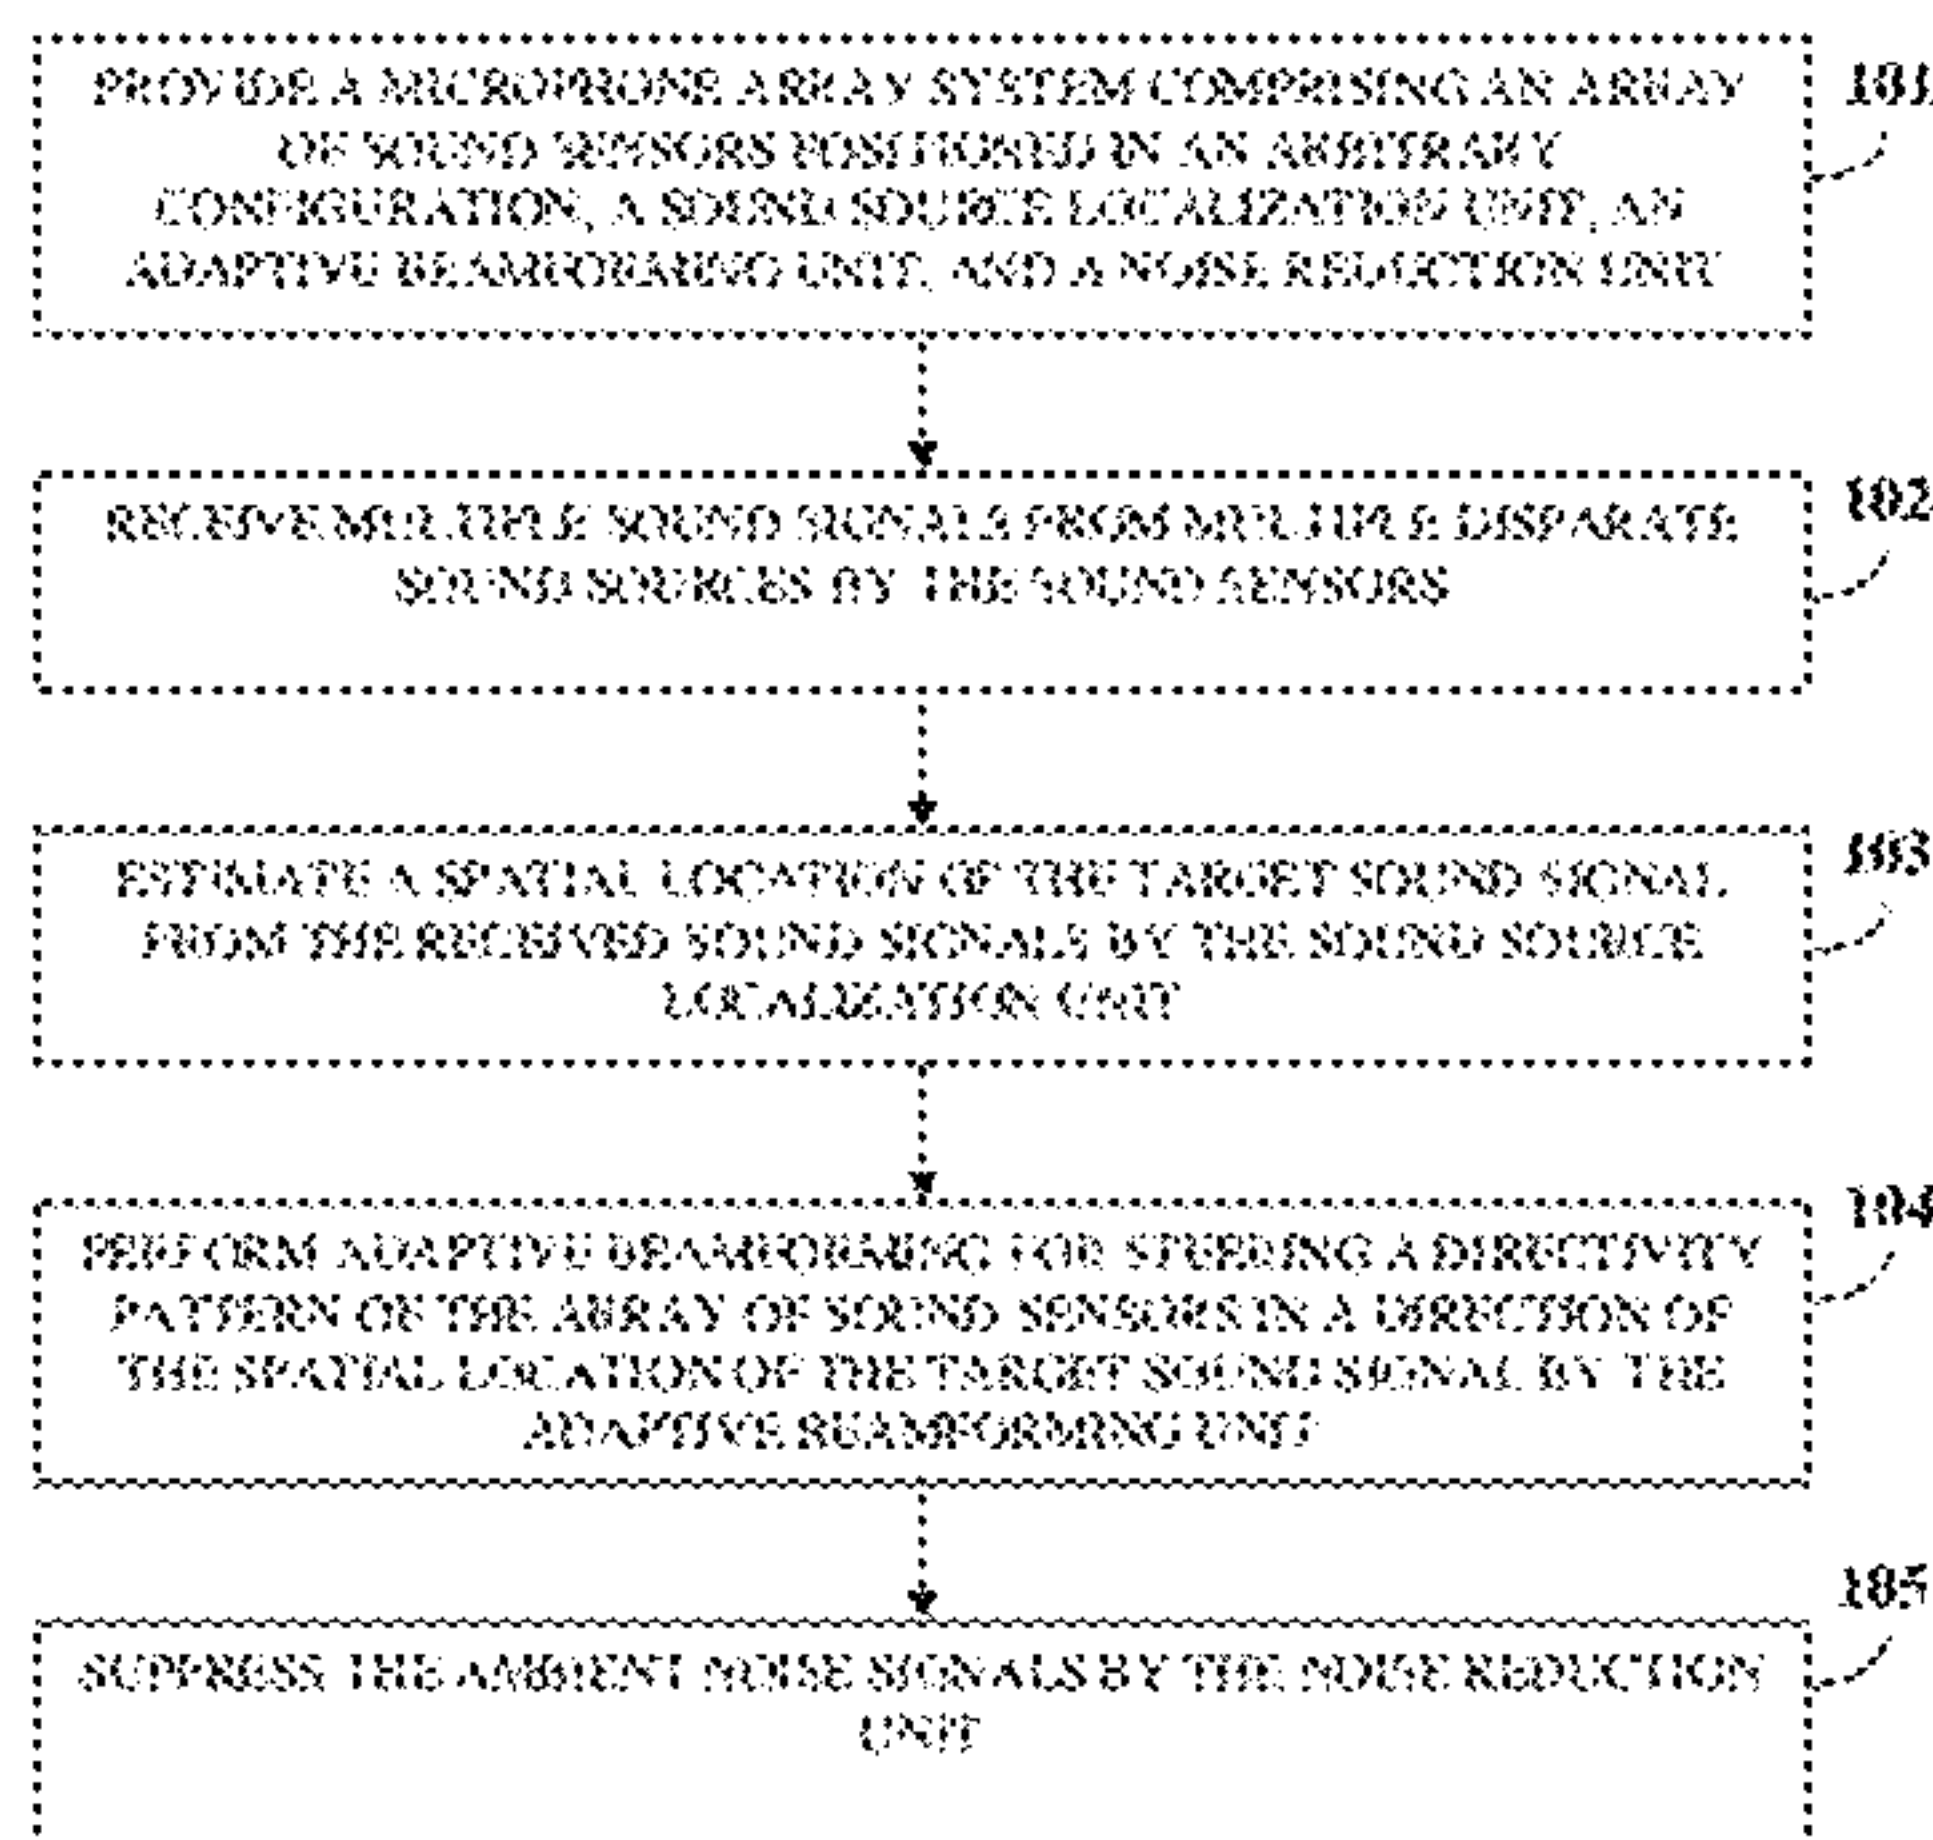 PROVIDE A MICROPHONE ARRAY SYSTEM COMPRISING AN ARRAY
101
OF SOUND SENSORS POSITIONED IN AN ARBITRARY
CONFIGURATION, A SOUND SOURCE LOCALIZATION UNIT, AN
ADAPTIVE BEAMFORMING UNIT, AND A NOISE REDUCTION UNIT
RECEIVE MULTIPLE SOUND SIGNALS FROM MULTIPLE DISPARATE
102
SOUND SOURCES BY THE SOUND SENSORS
ESTIMATE A SPATIAL LOCATION OF THE TARGET SOUND SIGNAL
103
FROM THE RECEIVED SOUND SIGNALS BY THE SOUND SOURCE
LOCALIZATION UNIT
PERFORM ADAPTIVE BEAMFORMING FOR STEERING A DIRECTIVITY
104
PATTERN OF THE ARRAY OF SOUND SENSORS IN A DIRECTION OF
THE SPATIAL LOCATION OF THE TARGET SOUND SIGNAL BY THE
ADAPTIVE BEAMFORMING UNIT
105
SUPPRESS THE AMBIENT NOISE SIGNALS BY THE NOISE REDUCTION
UNIT